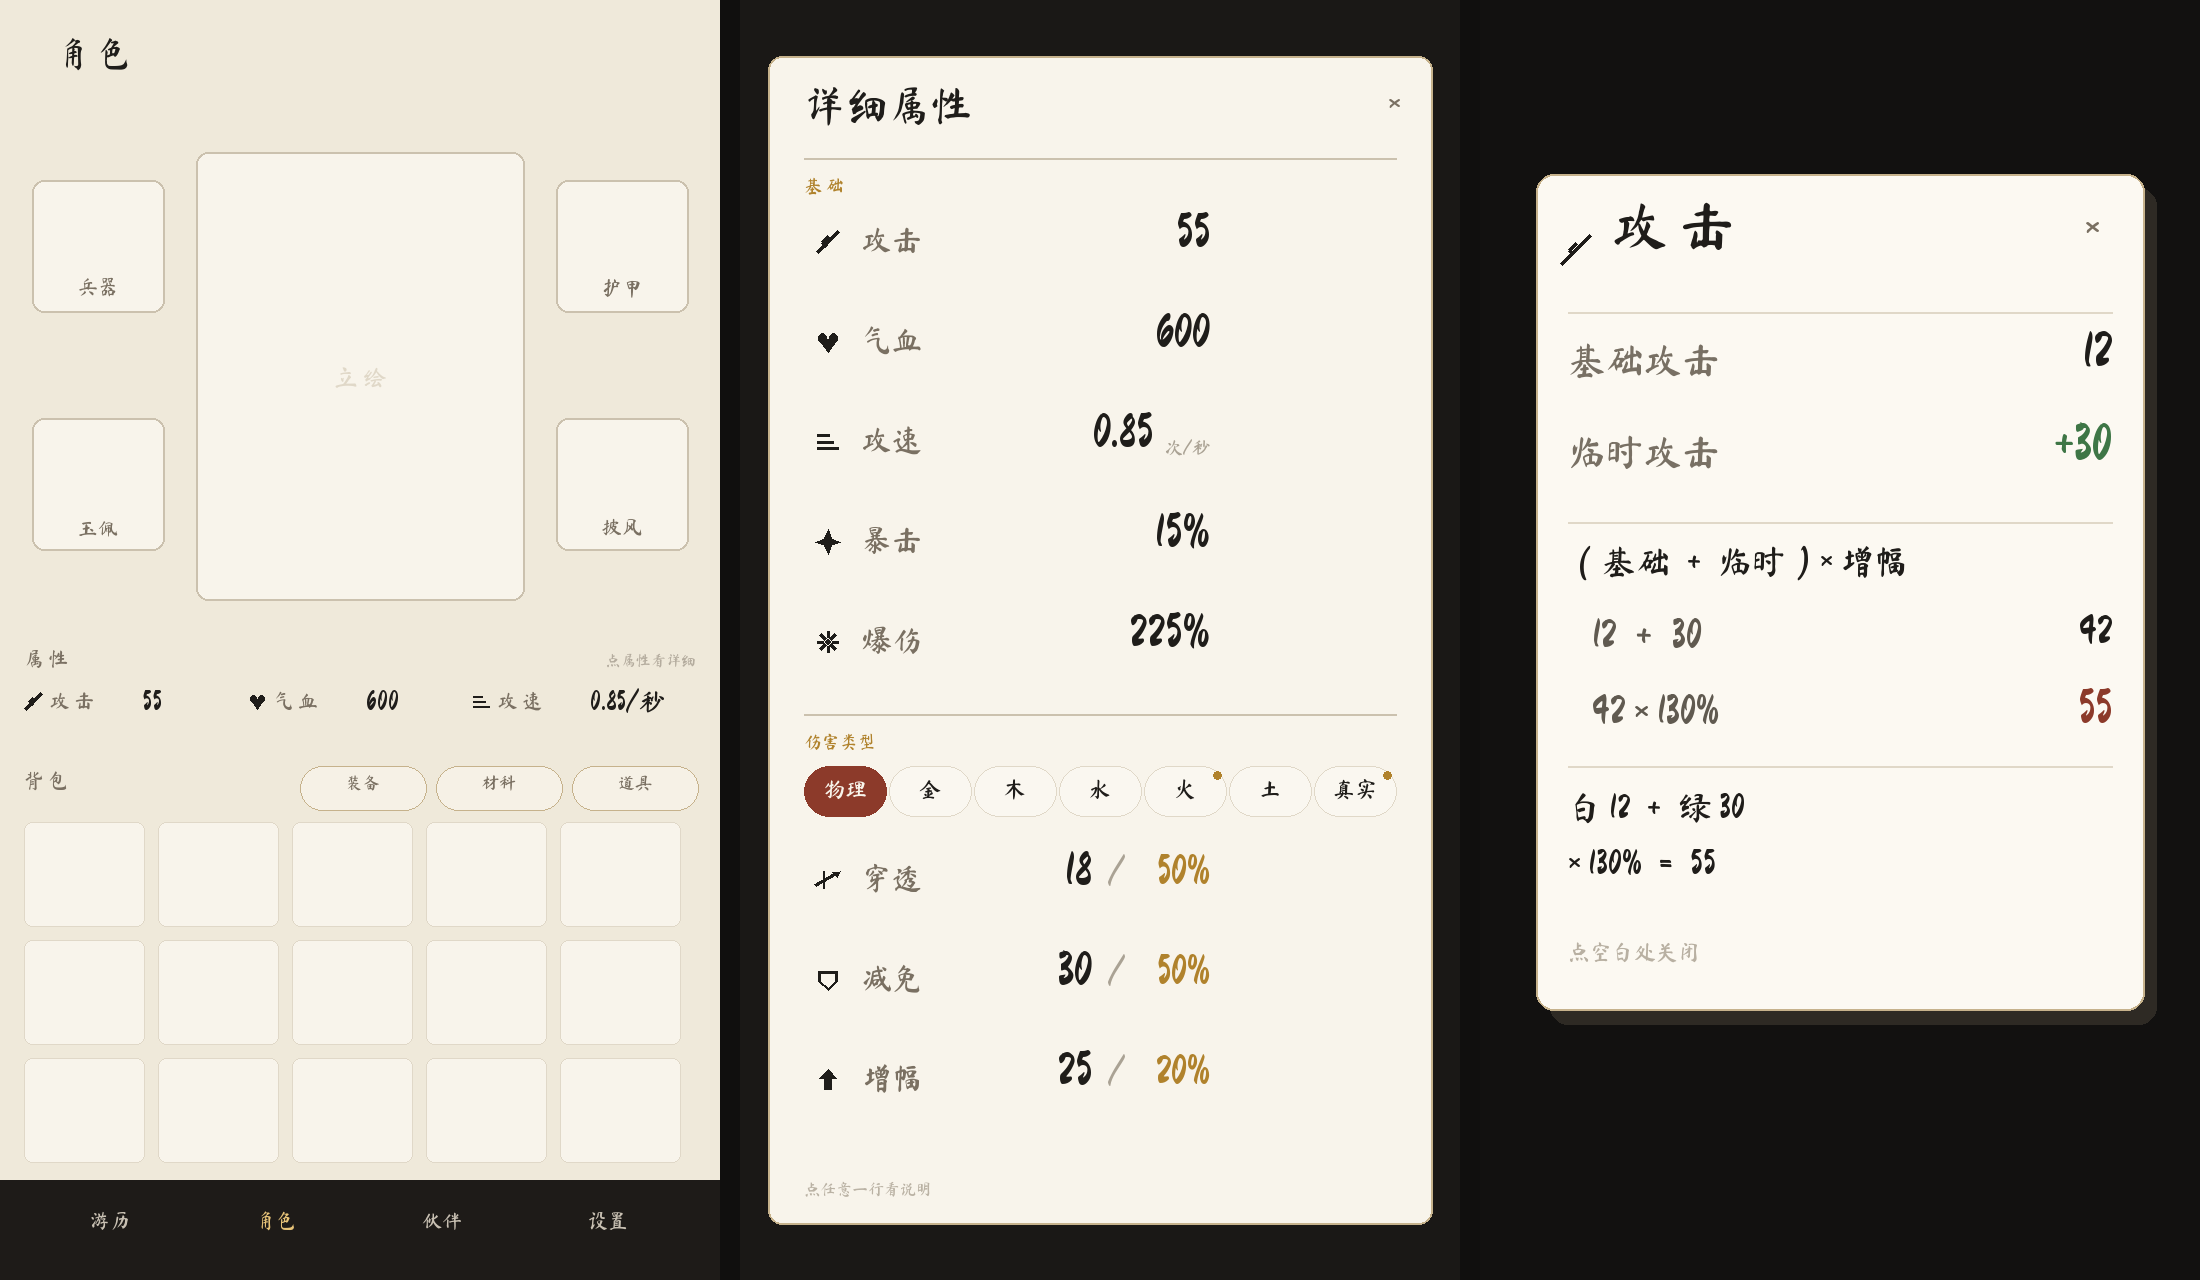 角色
兵器
护甲
立绘
玉佩
披风
属性
点属性看详细
攻击 55 气血 600 攻速 0.85/秒
背包 装备 材料 道具
游历 角色 伙伴 设置
详细属性 ×
基础
攻击 55
气血 600
攻速 0.85 次/秒
暴击 15%
爆伤 225%
伤害类型
物理 金 木 水 火 土 真实
穿透 18 / 50%
减免 30 / 50%
增幅 25 / 20%
点任意一行看说明
攻击 ×
基础攻击 12
临时攻击 +30
(基础 + 临时)×增幅
12 + 30 42
42×130% 55
白12 + 绿30
×130% = 55
点空白处关闭